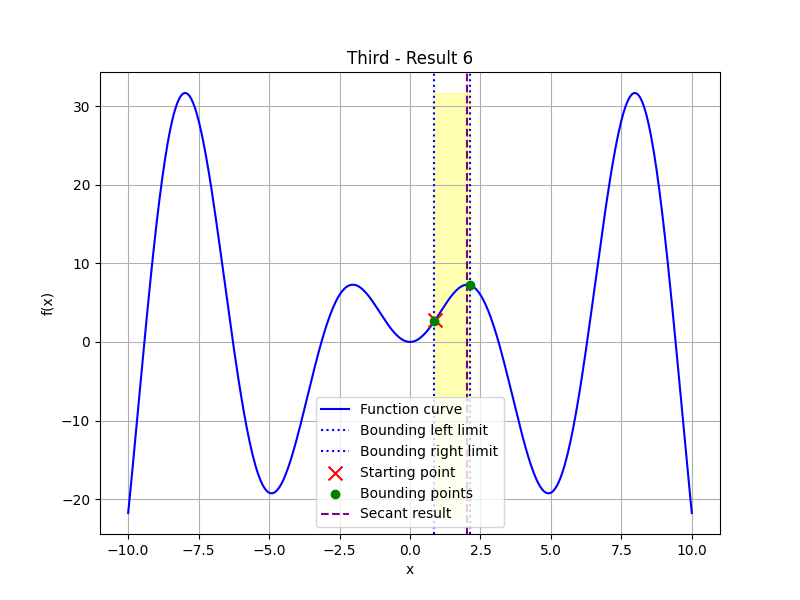 Third - Result 6
f(x)
30
20
10
0
−10
−20
Function curve
Bounding left limit
Bounding right limit
Starting point
Bounding points
Secant result
−10.0 −7.5 −5.0 −2.5 0.0 2.5 5.0 7.5 10.0
x